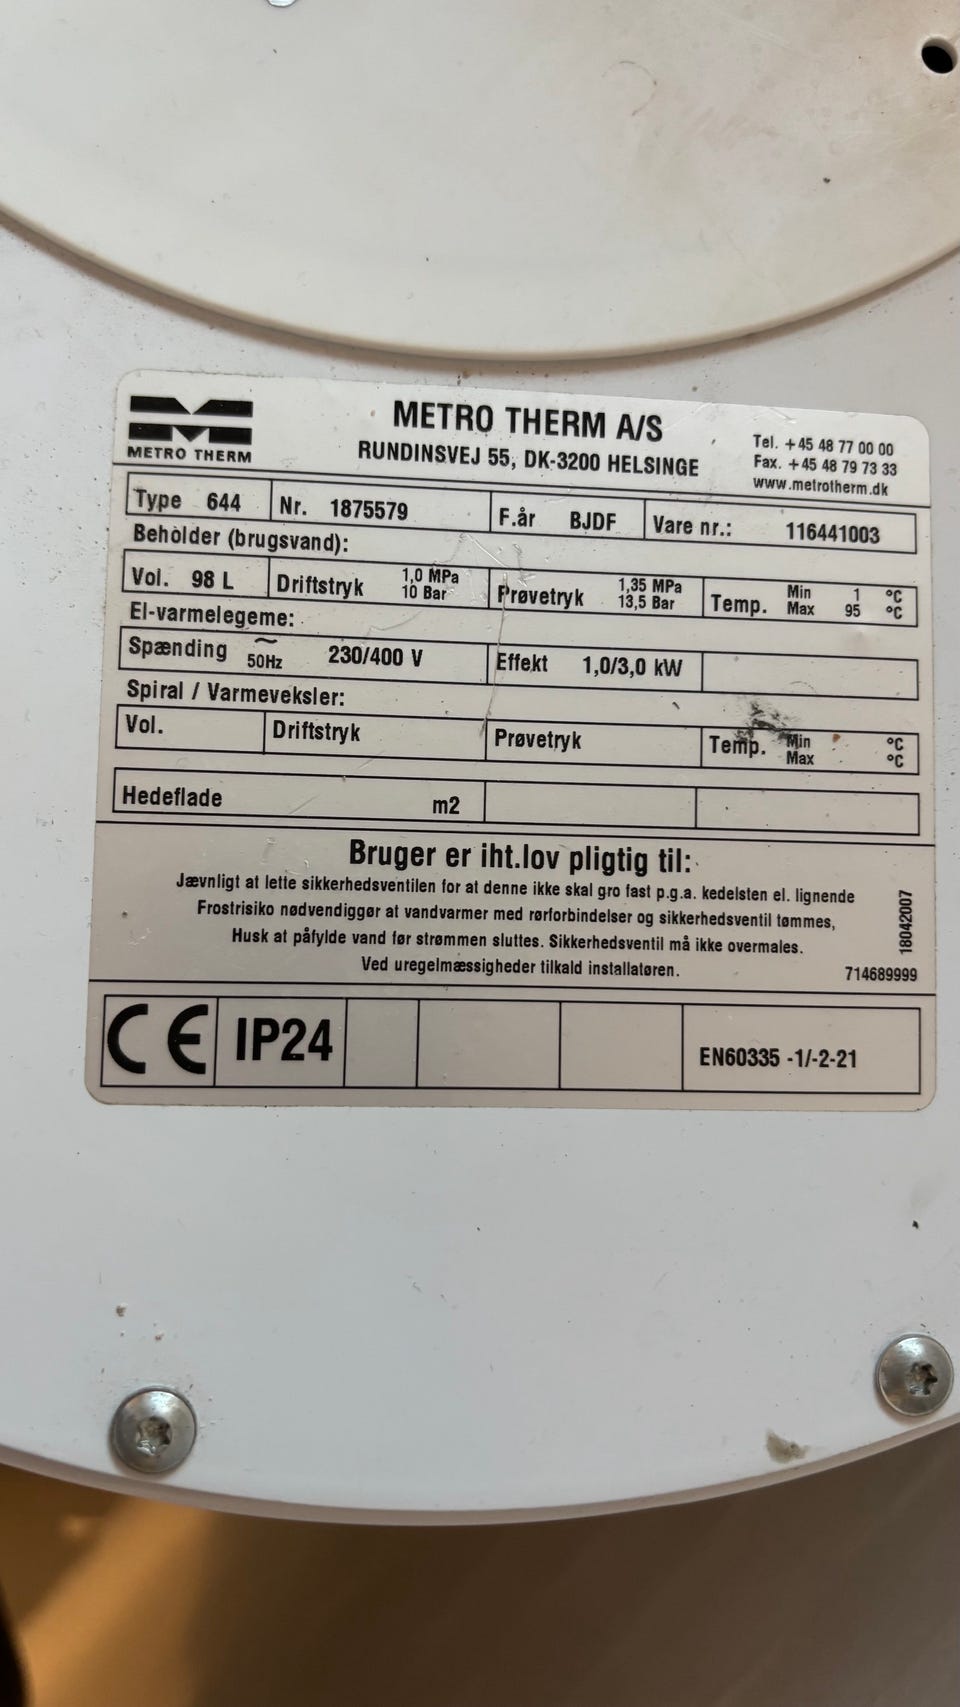 METRO THERM
METRO THERM A/S
RUNDINSVEJ 55, DK-3200 HELSINGE
Tel. +45 48 77 00 00
Fax. +45 48 79 73 33
www.metrotherm.dk
Type 644 Nr. 1875579 F.år BJDF Vare nr.: 116441003
Beholder (brugsvand):
Vol. 98 L Driftstryk 1,0 MPa 10 Bar Prøvetryk 1,35 MPa 13,5 Bar Temp. Min 1 °C Max 95 °C
El-varmelegeme:
Spænding ~ 50Hz 230/400 V Effekt 1,0/3,0 kW
Spiral / Varmeveksler:
Vol. Driftstryk Prøvetryk Temp. Min °C Max °C
Hedeflade m2
Bruger er iht.lov pligtig til:
Jævnligt at lette sikkerhedsventilen for at denne ikke skal gro fast p.g.a. kedelsten el. lignende
Frostrisiko nødvendiggør at vandvarmer med rørforbindelser og sikkerhedsventil tømmes,
Husk at påfylde vand før strømmen sluttes. Sikkerhedsventil må ikke overmales.
Ved uregelmæssigheder tilkald installatøren.
18042007
714689999
CE IP24 EN60335 -1/-2-21